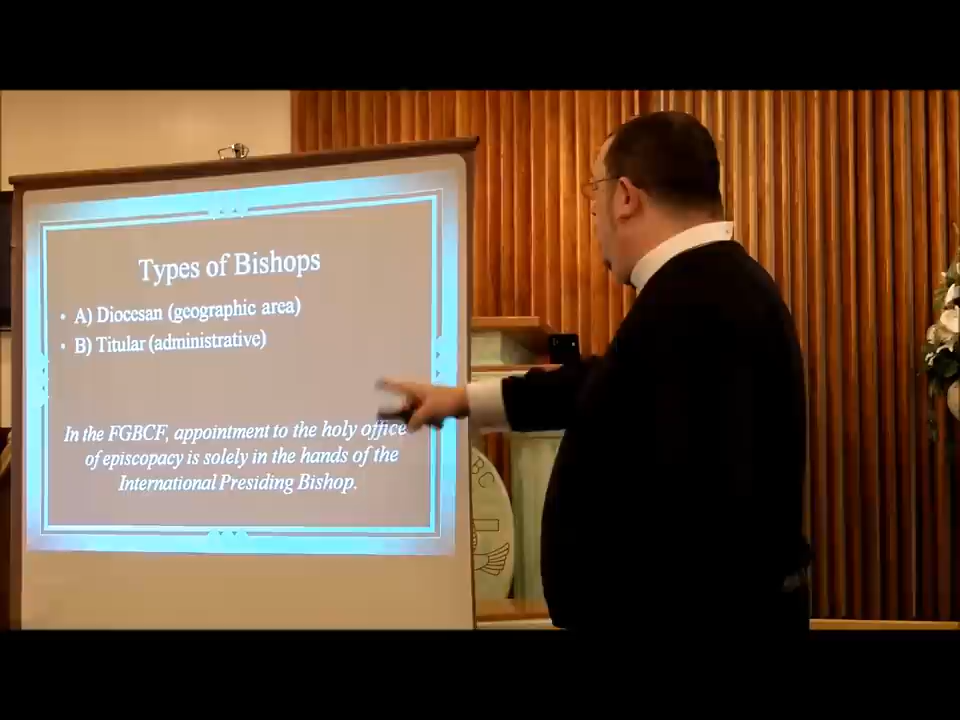 Types of Bishops
• A) Diocesan (geographic area)
• B) Titular (administrative)
In the FGBCF, appointment to the holy office
of episcopacy is solely in the hands of the
International Presiding Bishop.
BC